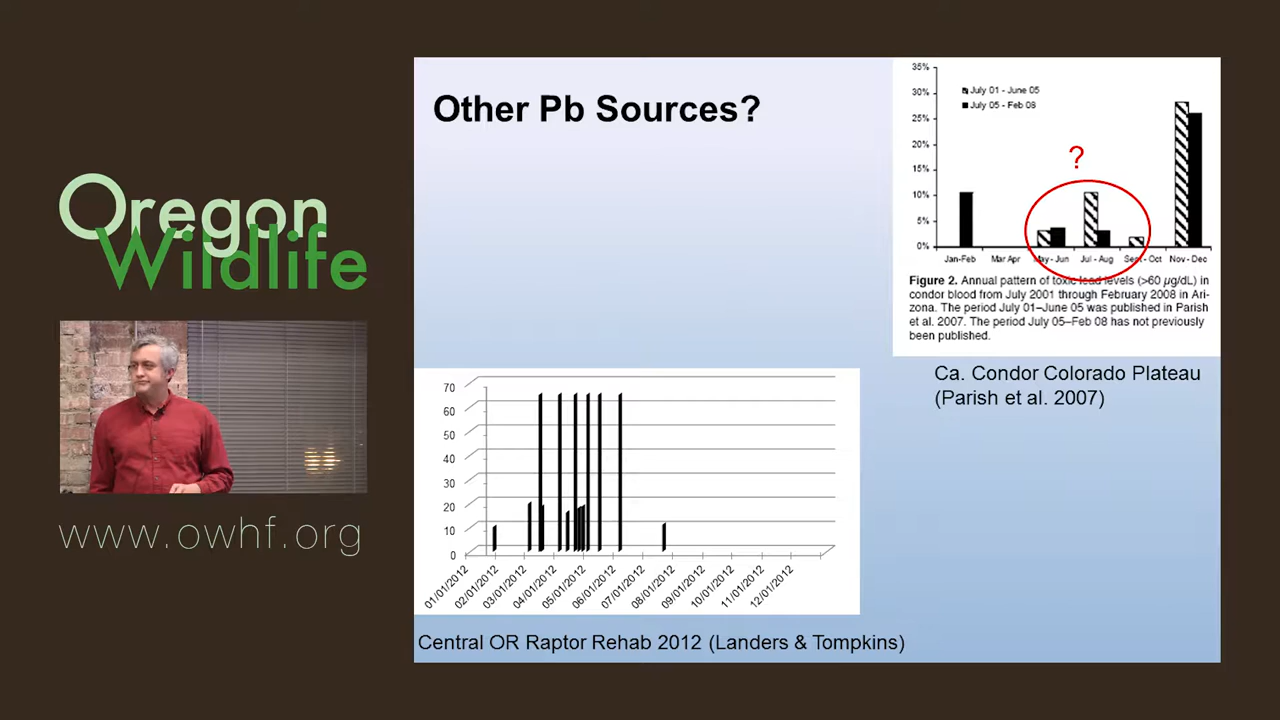 Oregon
Wildlife
www.owhf.org
Other Pb Sources?
35%
30%
25%
20%
15%
10%
5%
0%
July 01 - June 05
July 05 - Feb 08
?
Jan-Feb
Mar Apr
May - Jun
Jul - Aug
Sept - Oct
Nov - Dec
Figure 2. Annual pattern of toxic lead levels (>60 µg/dL) in
condor blood from July 2001 through February 2008 in Ari-
zona. The period July 01–June 05 was published in Parish
et al. 2007. The period July 05–Feb 08 has not previously
been published.
Ca. Condor Colorado Plateau
(Parish et al. 2007)
70
60
50
40
30
20
10
0
01/01/2012
02/01/2012
03/01/2012
04/01/2012
05/01/2012
06/01/2012
07/01/2012
08/01/2012
09/01/2012
10/01/2012
11/01/2012
12/01/2012
Central OR Raptor Rehab 2012 (Landers & Tompkins)